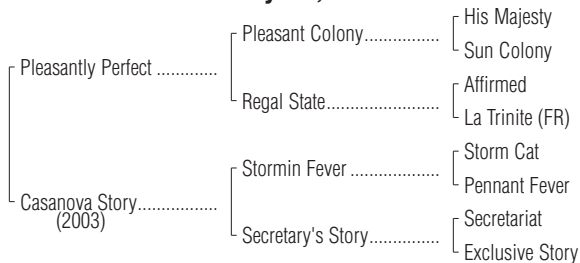 His Majesty
Pleasant Colony................
Sun Colony
Pleasantly Perfect .............
Affirmed
Regal State........................
La Trinite (FR)
Storm Cat
Stormin Fever ...................
Pennant Fever
Casanova Story.................
(2003)
Secretariat
Secretary's Story...............
Exclusive Story